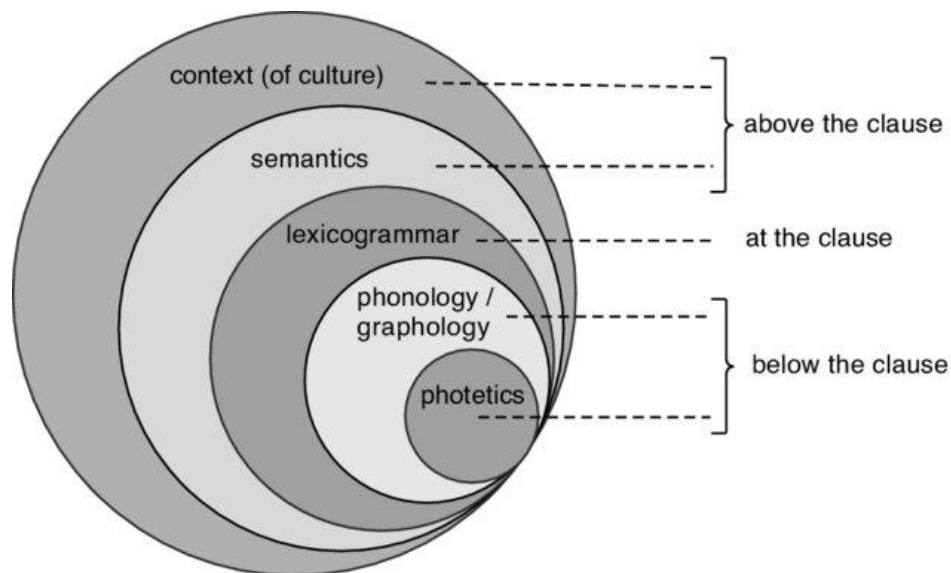 context (of culture)
above the clause
semantics
lexicogrammar
at the clause
phonology /
graphology
below the clause
photetics